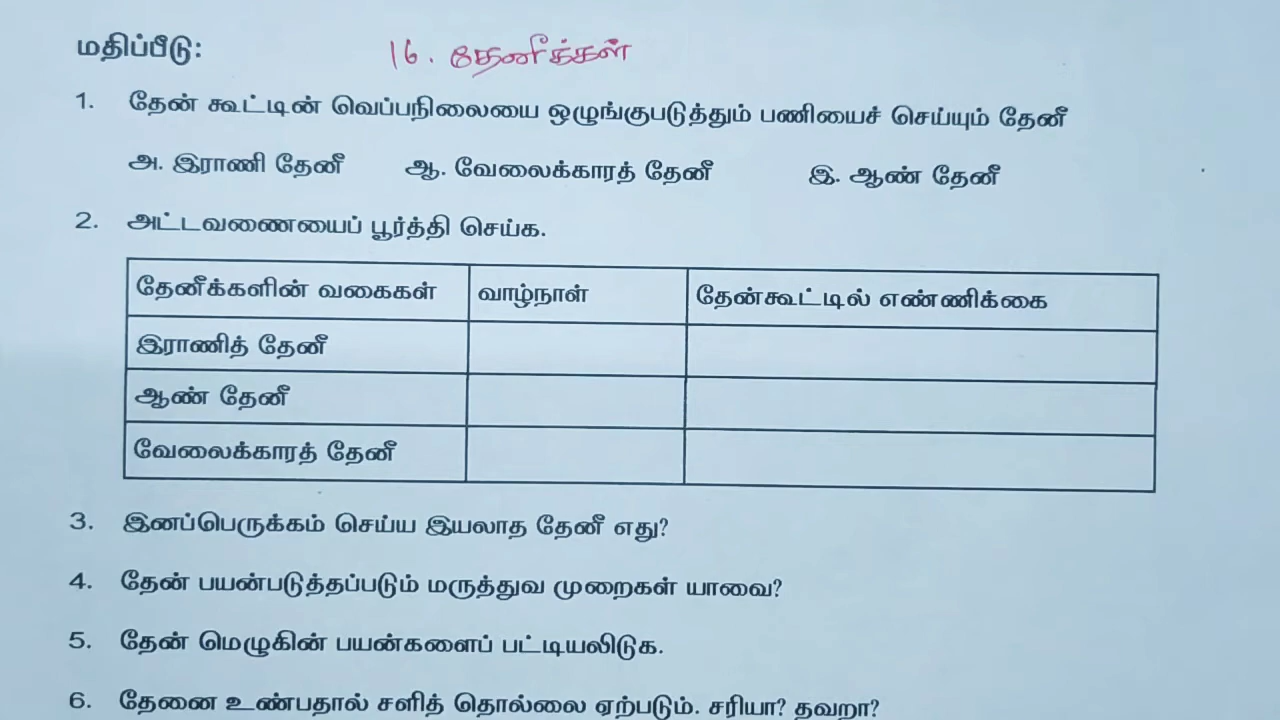 மதிப்பீடு:
16. தேனீக்கள்
1. தேன் கூட்டின் வெப்பநிலையை ஒழுங்குபடுத்தும் பணியைச் செய்யும் தேனீ
அ. இராணி தேனீ ஆ. வேலைக்காரத் தேனீ இ. ஆண் தேனீ
2. அட்டவணையைப் பூர்த்தி செய்க.
தேனீக்களின் வகைகள் வாழ்நாள் தேன்கூட்டில் எண்ணிக்கை
இராணித் தேனீ
ஆண் தேனீ
வேலைக்காரத் தேனீ
3. இனப்பெருக்கம் செய்ய இயலாத தேனீ எது?
4. தேன் பயன்படுத்தப்படும் மருத்துவ முறைகள் யாவை?
5. தேன் மெழுகின் பயன்களைப் பட்டியலிடுக.
6. தேனை உண்பதால் சளித் தொல்லை ஏற்படும். சரியா? தவறா?